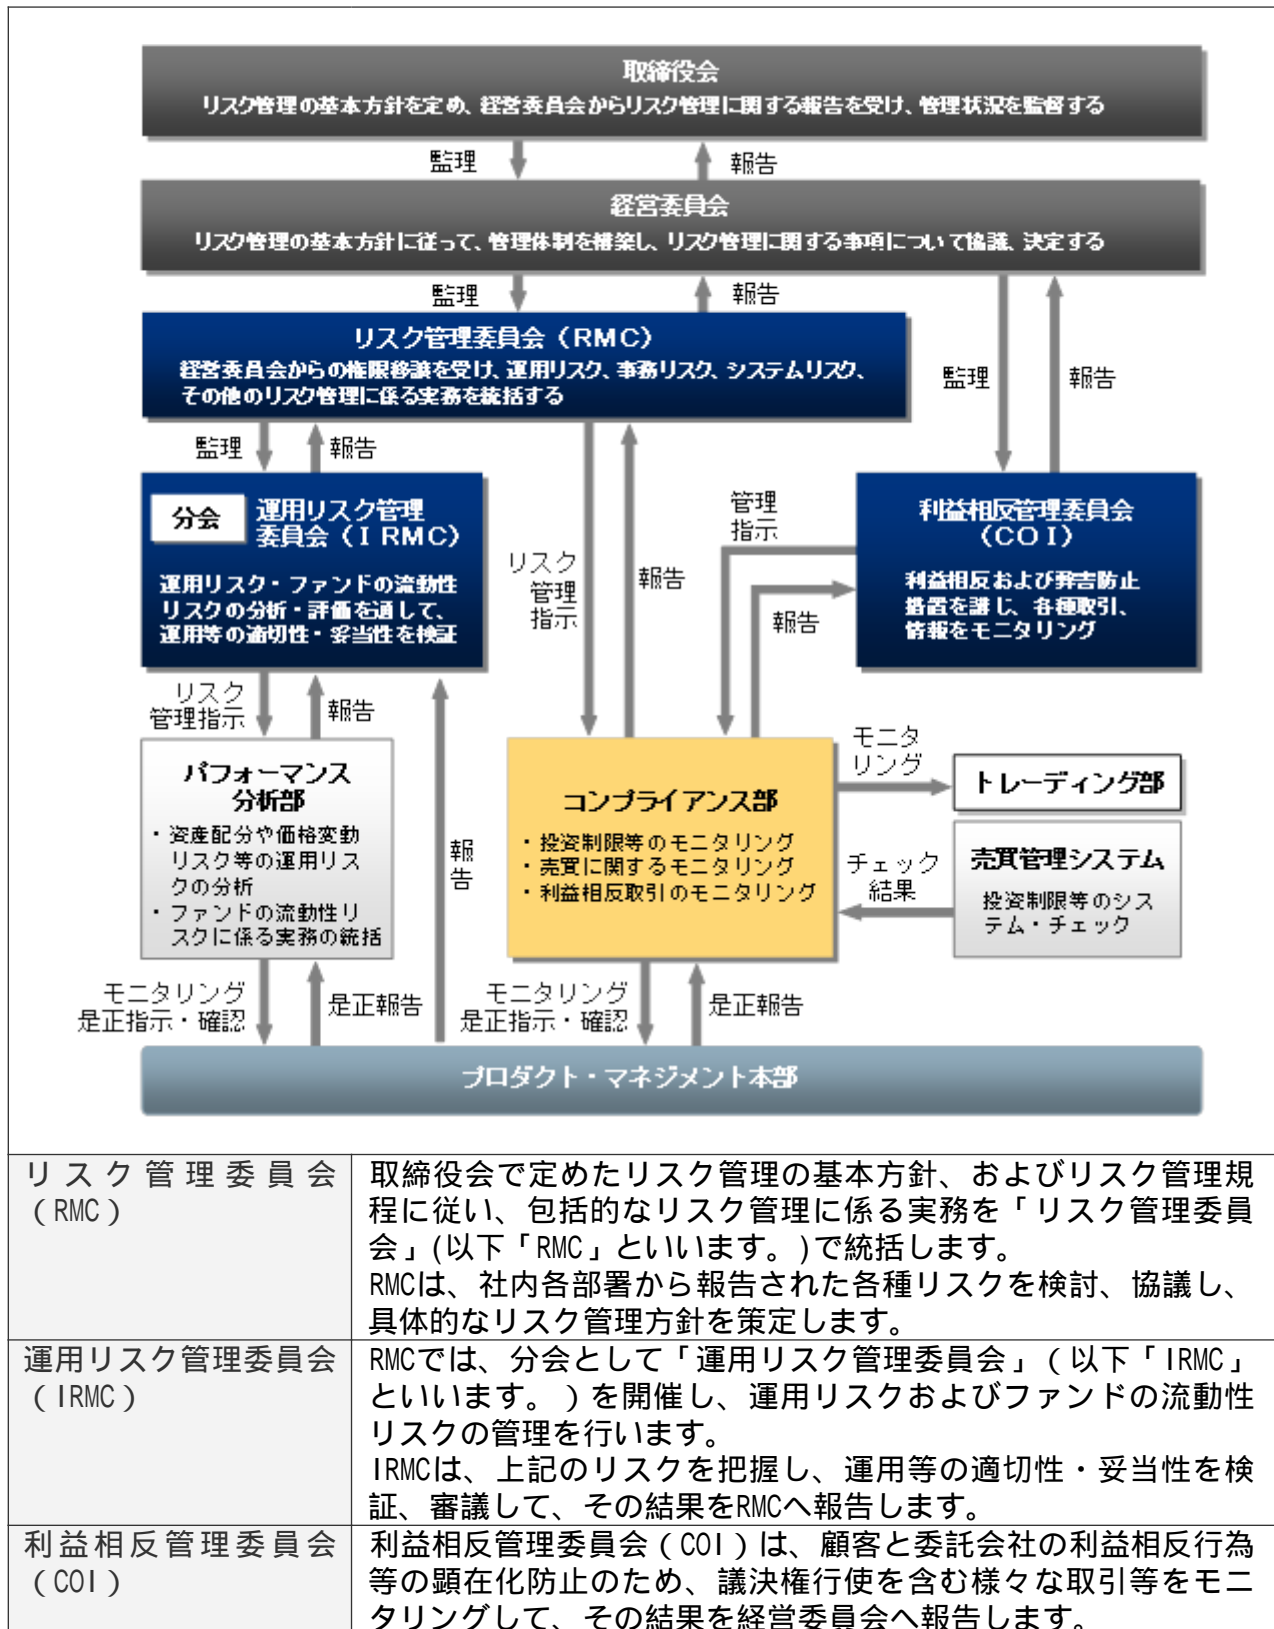 取締役会
リスク管理の基本方針を定め、経営委員会からリスク管理に関する報告を受け、管理状況を監督する
監理
報告
経営委員会
リスク管理の基本方針に従って、管理体制を構築し、リスク管理に関する事項について協議、決定する
監理
報告
リスク管理委員会（RMC）
経営委員会からの権限移譲を受け、運用リスク、事務リスク、システムリスク、
その他のリスク管理に係る実務を統括する
監理
報告
監理
報告
分会
運用リスク管理
委員会（IRMC）
運用リスク・ファンドの流動性
リスクの分析・評価を通して、
運用等の適切性・妥当性を検証
リスク
管理
指示
報告
管理
指示
報告
利益相反管理委員会
（COI）
利益相反および弊害防止
措置を講じ、各種取引、
情報をモニタリング
リスク
管理指示
報告
パフォーマンス
分析部
・資産配分や価格変動
リスク等の運用リス
クの分析
・ファンドの流動性リ
スクに係る実務の統括
報
告
コンプライアンス部
・投資制限等のモニタリング
・売買に関するモニタリング
・利益相反取引のモニタリング
モニタ
リング
トレーディング部
チェック
結果
売買管理システム
投資制限等のシス
テム・チェック
モニタリング
是正指示・確認
是正報告
モニタリング
是正指示・確認
是正報告
プロダクト・マネジメント本部
リスク管理委員会
（RMC）
取締役会で定めたリスク管理の基本方針、およびリスク管理規
程に従い、包括的なリスク管理に係る実務を「リスク管理委員
会」(以下「RMC」といいます。)で統括します。
RMCは、社内各部署から報告された各種リスクを検討、協議し、
具体的なリスク管理方針を策定します。
運用リスク管理委員会
（IRMC）
RMCでは、分会として「運用リスク管理委員会」（以下「IRMC」
といいます。）を開催し、運用リスクおよびファンドの流動性
リスクの管理を行います。
IRMCは、上記のリスクを把握し、運用等の適切性・妥当性を検
証、審議して、その結果をRMCへ報告します。
利益相反管理委員会
（COI）
利益相反管理委員会（COI）は、顧客と委託会社の利益相反行為
等の顕在化防止のため、議決権行使を含む様々な取引等をモニ
タリングして、その結果を経営委員会へ報告します。